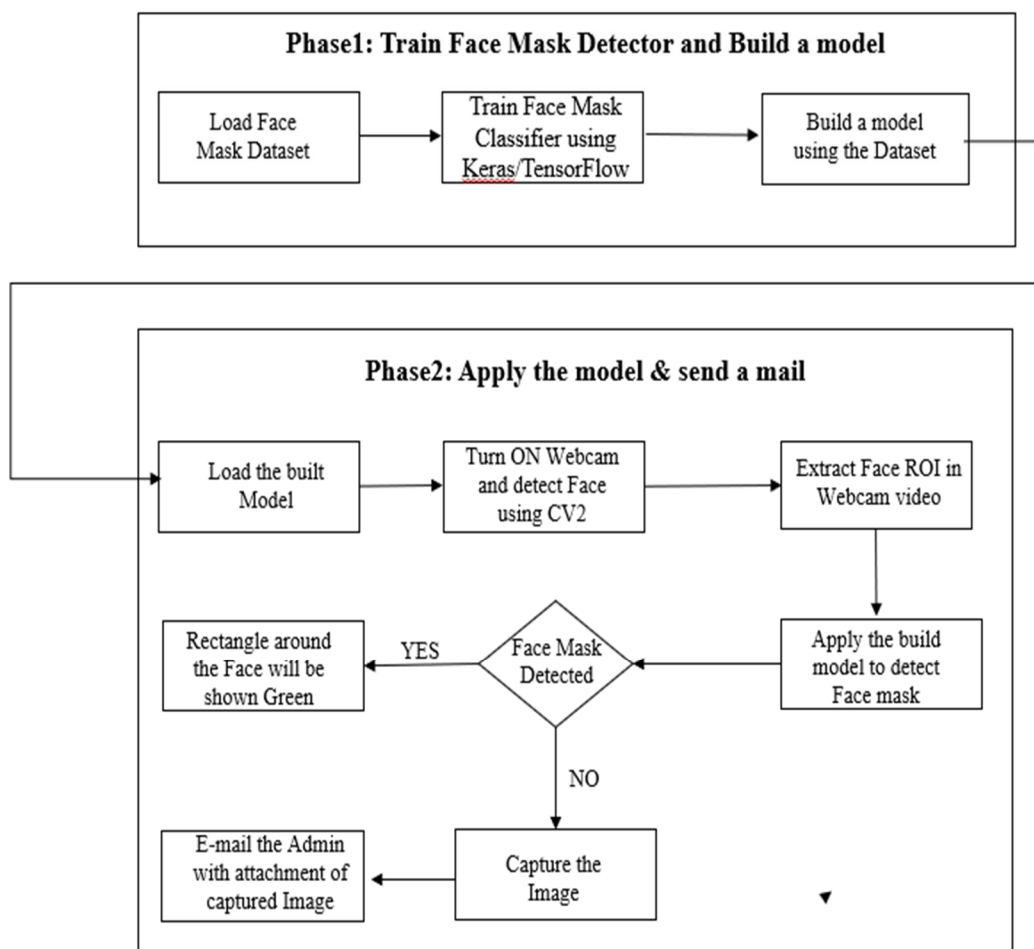 Phase1: Train Face Mask Detector and Build a model
Load Face
Mask Dataset
Train Face Mask
Classifier using
Keras/TensorFlow
Build a model
using the Dataset
Phase2: Apply the model & send a mail
Load the built
Model
Turn ON Webcam
and detect Face
using CV2
Extract Face ROI in
Webcam video
Apply the build
model to detect
Face mask
Face Mask
Detected
YES
Rectangle around
the Face will be
shown Green
NO
Capture the
Image
E-mail the Admin
with attachment of
captured Image